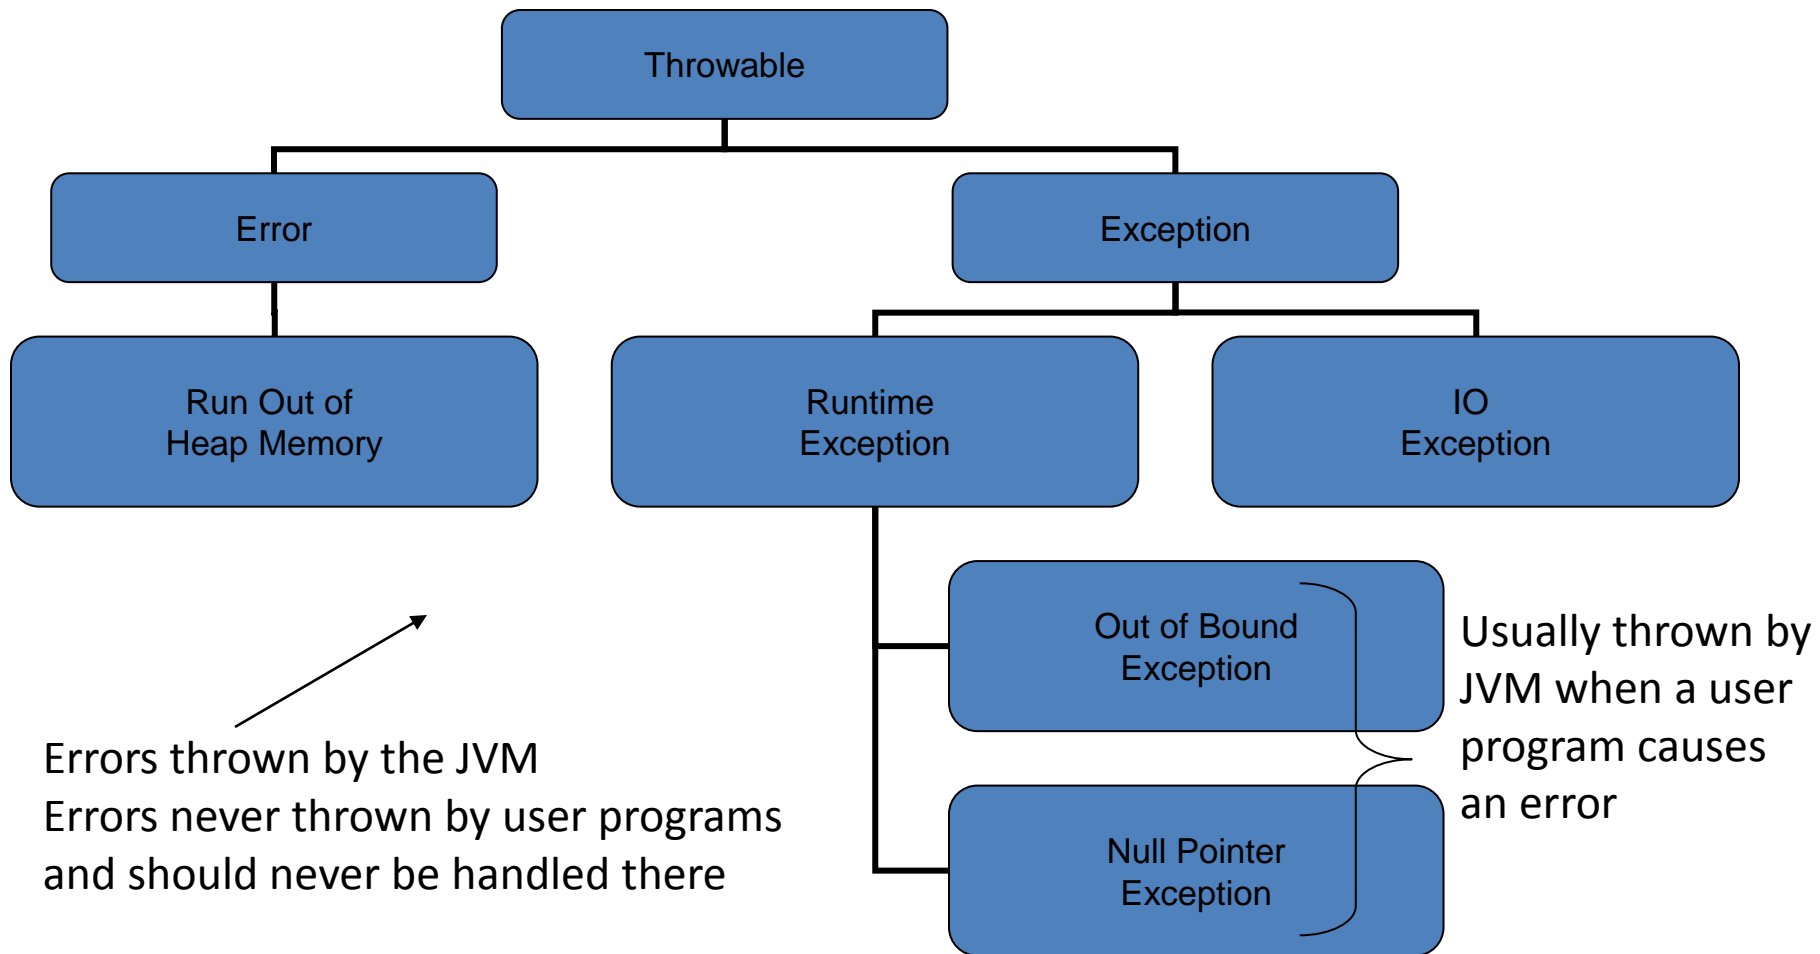 Throwable
Error
Exception
Run Out of
Heap Memory
Runtime
Exception
IO
Exception
Out of Bound
Exception
Usually thrown by
JVM when a user
program causes
an error
Errors thrown by the JVM
Errors never thrown by user programs
and should never be handled there
Null Pointer
Exception